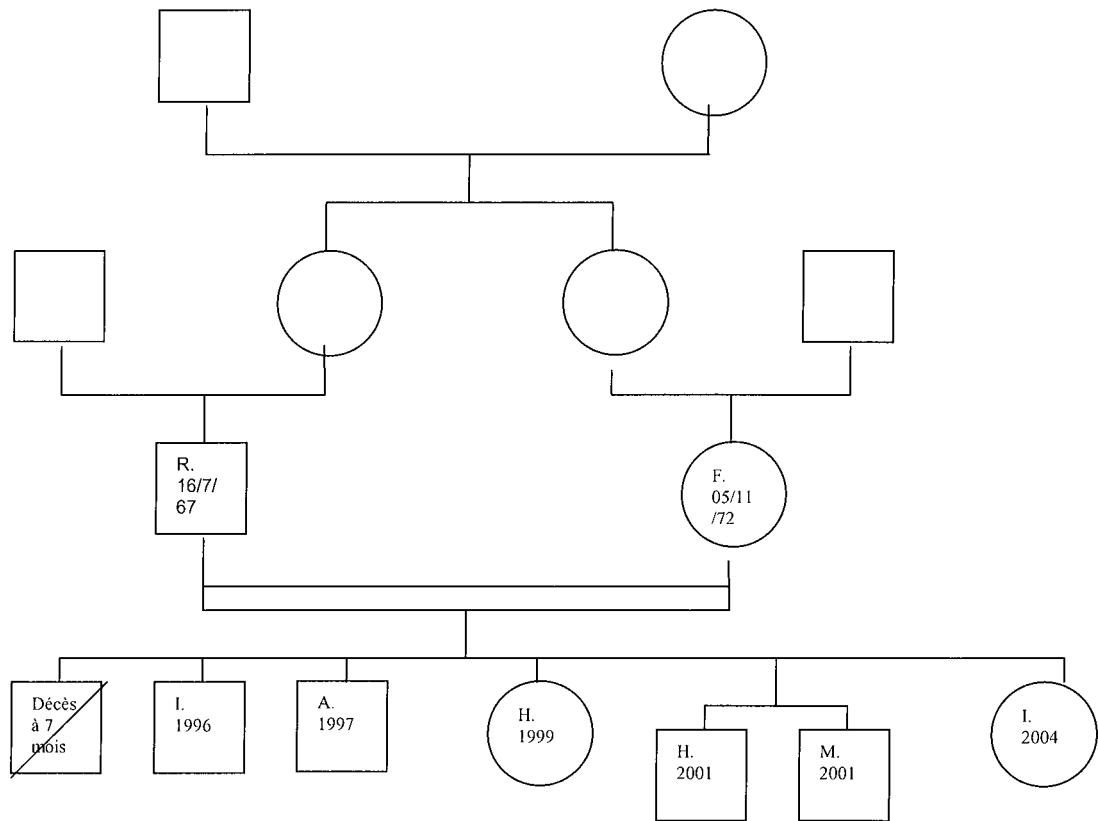 R.
16/7/
67
F.
05/11
/72
Décès
à 7
mois
I.
1996
A.
1997
H.
1999
H.
2001
M.
2001
I.
2004